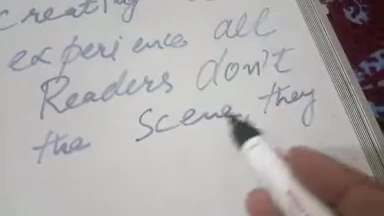 Creating
experience all
Readers don't
the scene, they